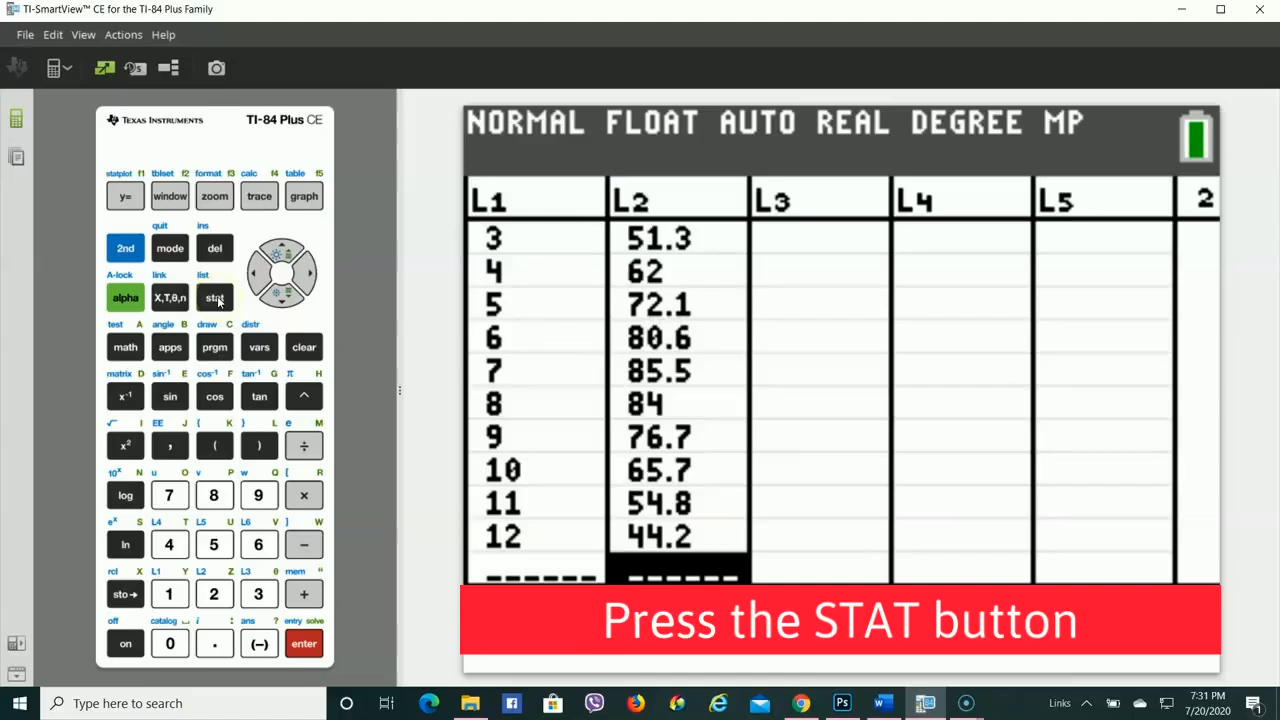 TI-SmartView™ CE for the TI-84 Plus Family
File Edit View Actions Help
TEXAS INSTRUMENTS TI-84 Plus CE
statplot f1 tblset f2 format f3 calc f4 table f5
y= window zoom trace graph
quit ins
2nd mode del
A-lock link list
alpha X,T,θ,n stat
test A angle B draw C distr
math apps prgm vars clear
matrix D sin⁻¹ E cos⁻¹ F tan⁻¹ G π H
x⁻¹ sin cos tan ^
√ I EE J { K } L e M
x² , ( ) ÷
10ˣ N u O v P w Q [ R
log 7 8 9 ×
eˣ S L4 T L5 U L6 V ] W
ln 4 5 6 −
rcl X L1 Y L2 Z L3 θ mem "
sto→ 1 2 3 +
off catalog ⎵ i : ans ? entry solve
on 0 . (−) enter
NORMAL FLOAT AUTO REAL DEGREE MP
L1 L2 L3 L4 L5 2
3 51.3
4 62
5 72.1
6 80.6
7 85.5
8 84
9 76.7
10 65.7
11 54.8
12 44.2
------ ------
Press the STAT button
Type here to search
Links
7:31 PM
7/20/2020